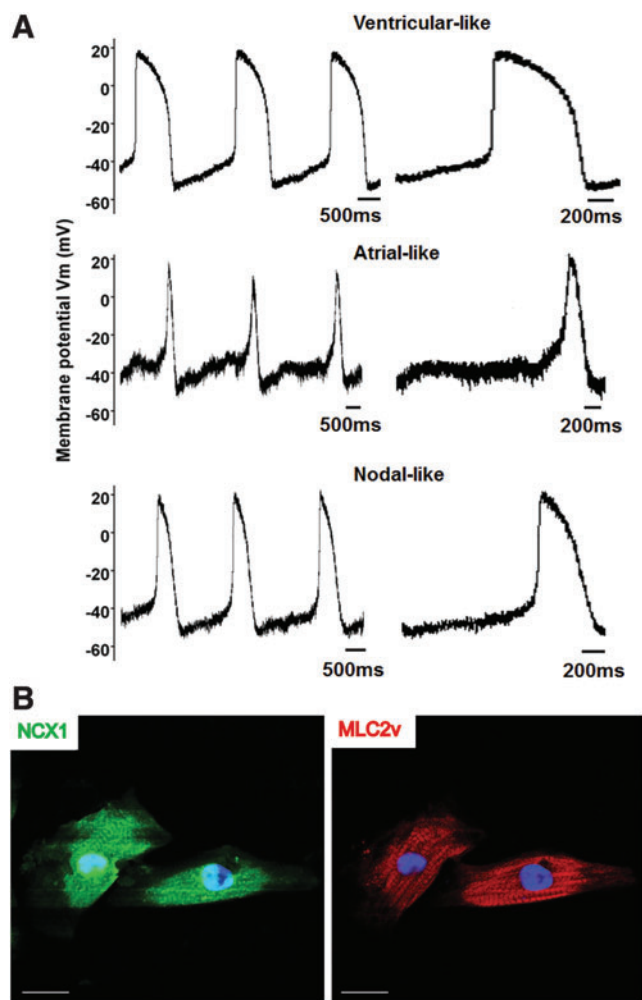 A
Ventricular-like
20
0
-20
-40
-60
500ms 200ms
Atrial-like
20
0
-20
-40
-60
500ms 200ms
Nodal-like
20
0
-20
-40
-60
500ms 200ms
Membrane potential Vm (mV)
B
NCX1 MLC2v